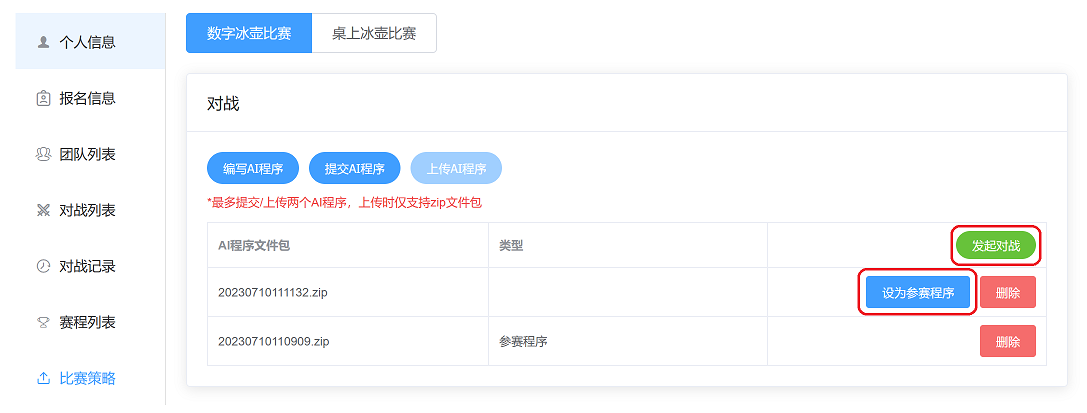 个人信息
报名信息
团队列表
对战列表
对战记录
赛程列表
比赛策略
数字冰壶比赛 桌上冰壶比赛
对战
编写AI程序 提交AI程序 上传AI程序
*最多提交/上传两个AI程序，上传时仅支持zip文件包
AI程序文件包 类型 发起对战
20230710111132.zip 设为参赛程序 删除
20230710110909.zip 参赛程序 删除